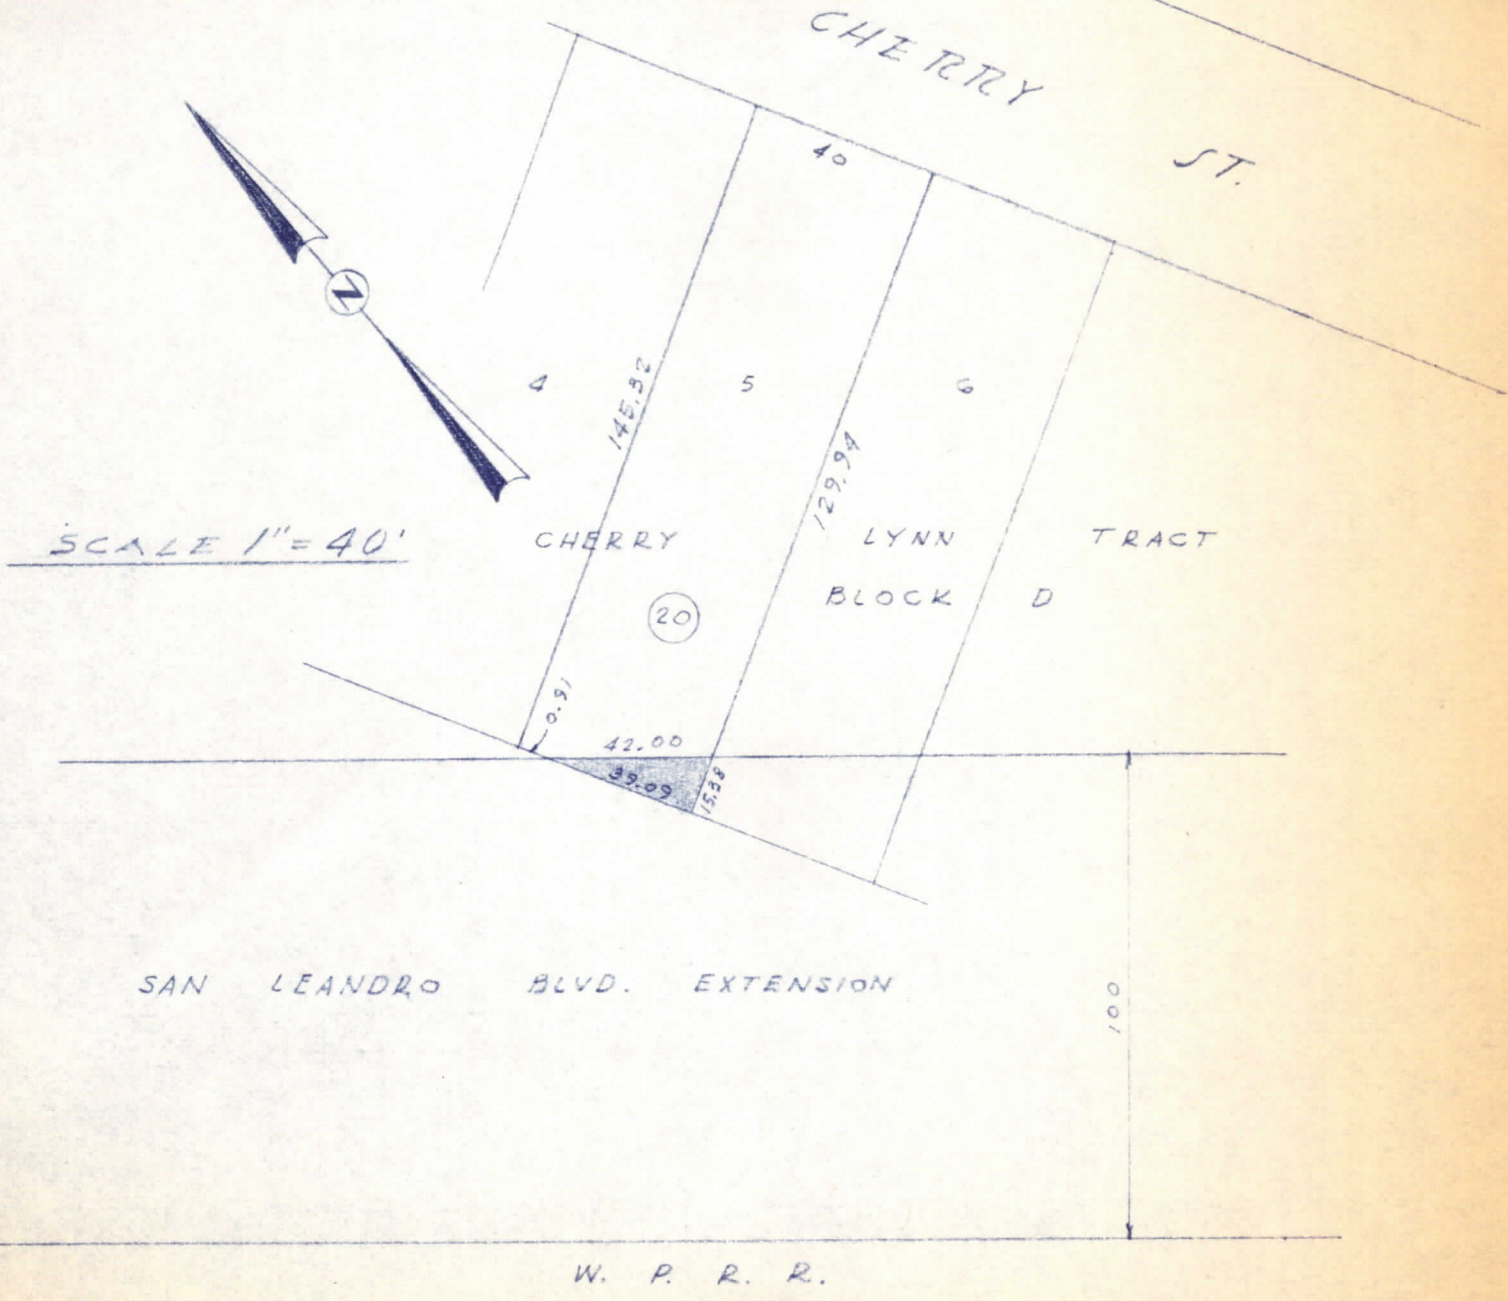 CHERRY ST.
40
N
145.32
4
5
6
129.94
SCALE 1"=40'
CHERRY LYNN TRACT
BLOCK D
20
0.91
42.00
39.09
15.38
SAN LEANDRO BLVD. EXTENSION
100
W. P. R. R.